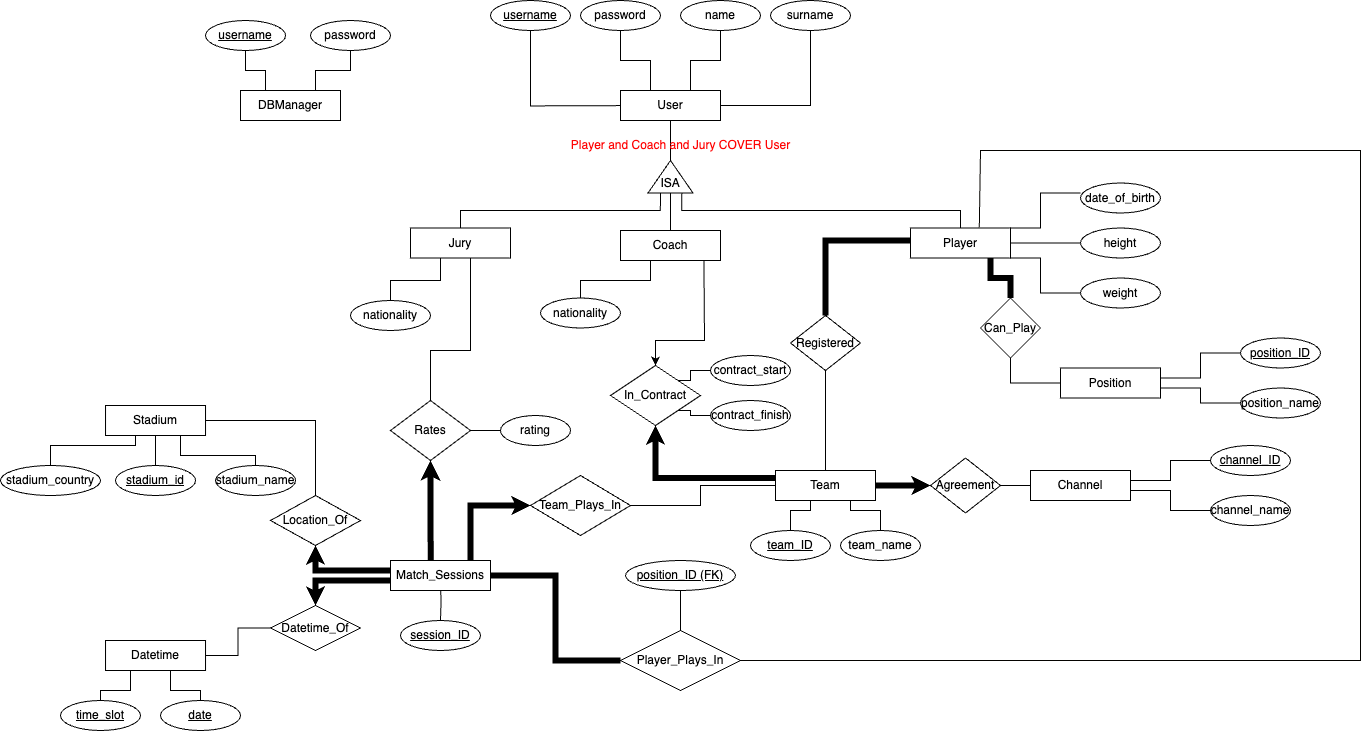 username
password
name
surname
username
password
DBManager
User
Player and Coach and Jury COVER User
ISA
date_of_birth
Jury
Coach
Player
height
weight
nationality
nationality
Can_Play
Registered
position_ID
contract_start
Position
In_Contract
position_name
contract_finish
Stadium
Rates
rating
channel_ID
stadium_country
stadium_id
stadium_name
Team
Agreement
Channel
Team_Plays_In
channel_name
Location_Of
team_ID
team_name
Match_Sessions
position_ID (FK)
Datetime_Of
session_ID
Datetime
Player_Plays_In
time_slot
date